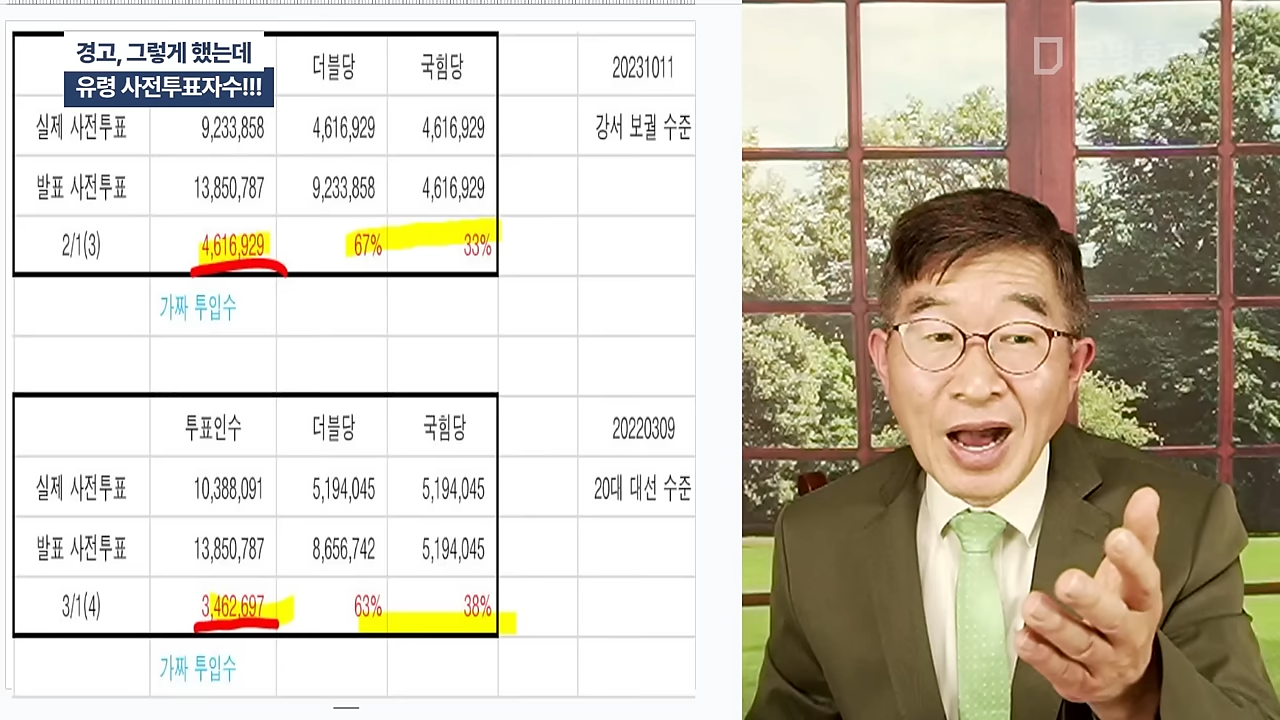 경고, 그렇게 했는데
유령 사전투표자수!!!
더블당 국힘당 20231011
실제 사전투표 9,233,858 4,616,929 4,616,929 강서 보궐 수준
발표 사전투표 13,850,787 9,233,858 4,616,929
2/1(3) 4,616,929 67% 33%
가짜 투입수
투표인수 더블당 국힘당 20220309
실제 사전투표 10,388,091 5,194,045 5,194,045 20대 대선 수준
발표 사전투표 13,850,787 8,656,742 5,194,045
3/1(4) 3,462,697 63% 38%
가짜 투입수